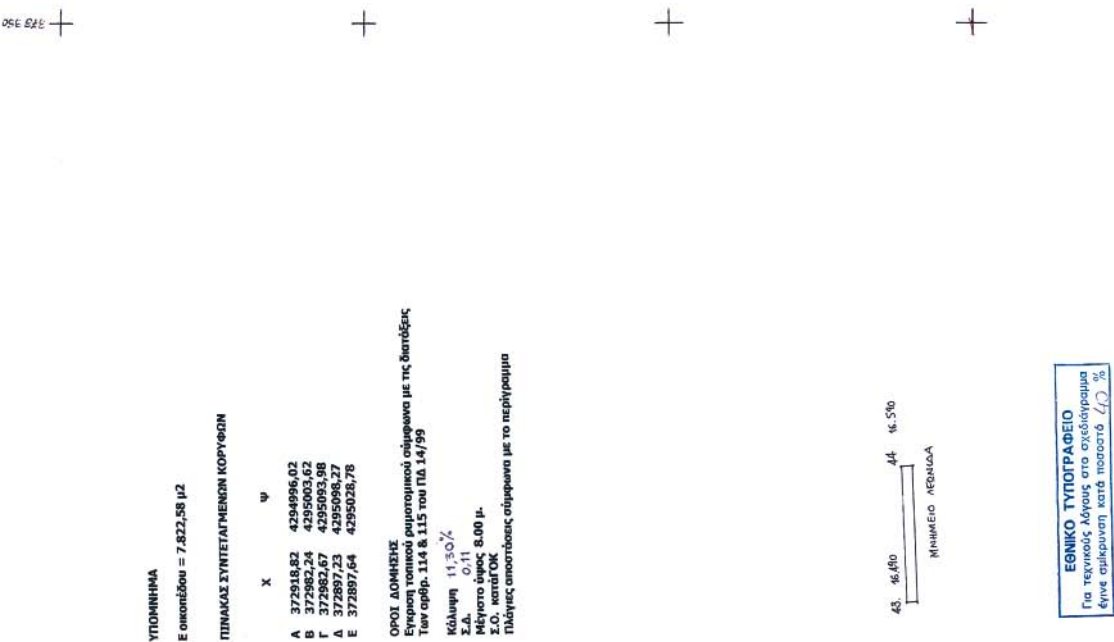 373 350
ΥΠΟΜΝΗΜΑ
Ε οικοπέδου = 7.822,58 μ2
ΠΙΝΑΚΑΣ ΣΥΝΤΕΤΑΓΜΕΝΩΝ ΚΟΡΥΦΩΝ
Χ Ψ
Α 372918,82 4294996,02
Β 372982,24 4295003,62
Γ 372982,67 4295093,98
Δ 372897,23 4295098,27
Ε 372897,64 4295028,78
ΟΡΟΙ ΔΟΜΗΣΗΣ
Εγκριση τοπικού ρυμοτομικού σύμφωνα με τις διατάξεις
Των αρθρ. 114 & 115 του ΠΔ 14/99
Κάλυψη 11,30%
Σ.Δ. 0,11
Μέγιστο ύψος 8.00 μ.
Σ.Ο. κατάΓΟΚ
Πλάγιες αποστάσεις σύμφωνα με το περίγραμμα
43. 16.490 44 16.590
ΜΝΗΜΕΙΟ ΛΕΩΝΙΔΑ
ΕΘΝΙΚΟ ΤΥΠΟΓΡΑΦΕΙΟ
Για τεχνικούς λόγους στο σχεδιάγραμμα
έγινε σμίκρυνση κατά ποσοστό %